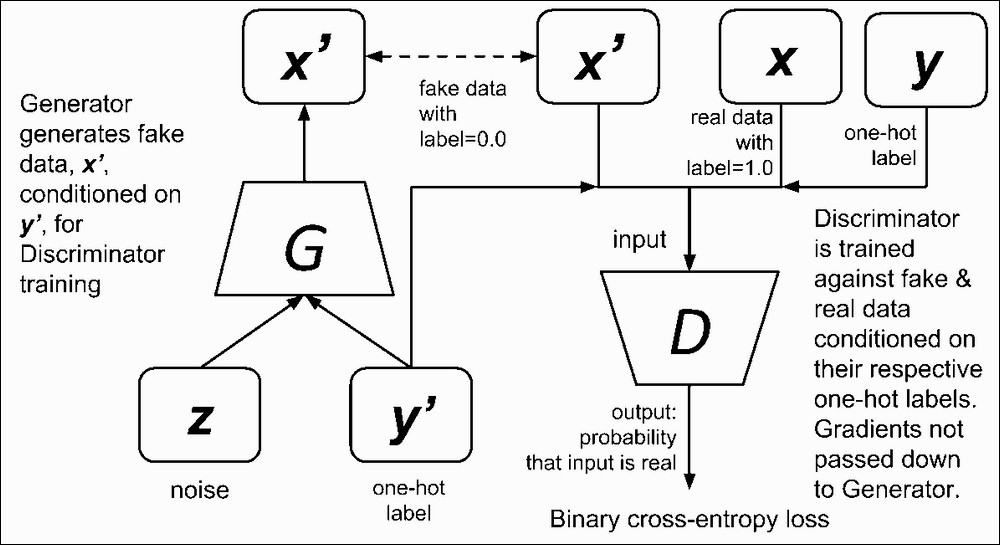 x’
x’
x
y
Generator
generates fake
data, x’,
conditioned on
y’, for
Discriminator
training
fake data
with
label=0.0
real data
with
label=1.0
one-hot
label
G
input
D
Discriminator
is trained
against fake &
real data
conditioned on
their respective
one-hot labels.
Gradients not
passed down
to Generator.
z
y’
noise
one-hot
label
output:
probability
that input is real
Binary cross-entropy loss